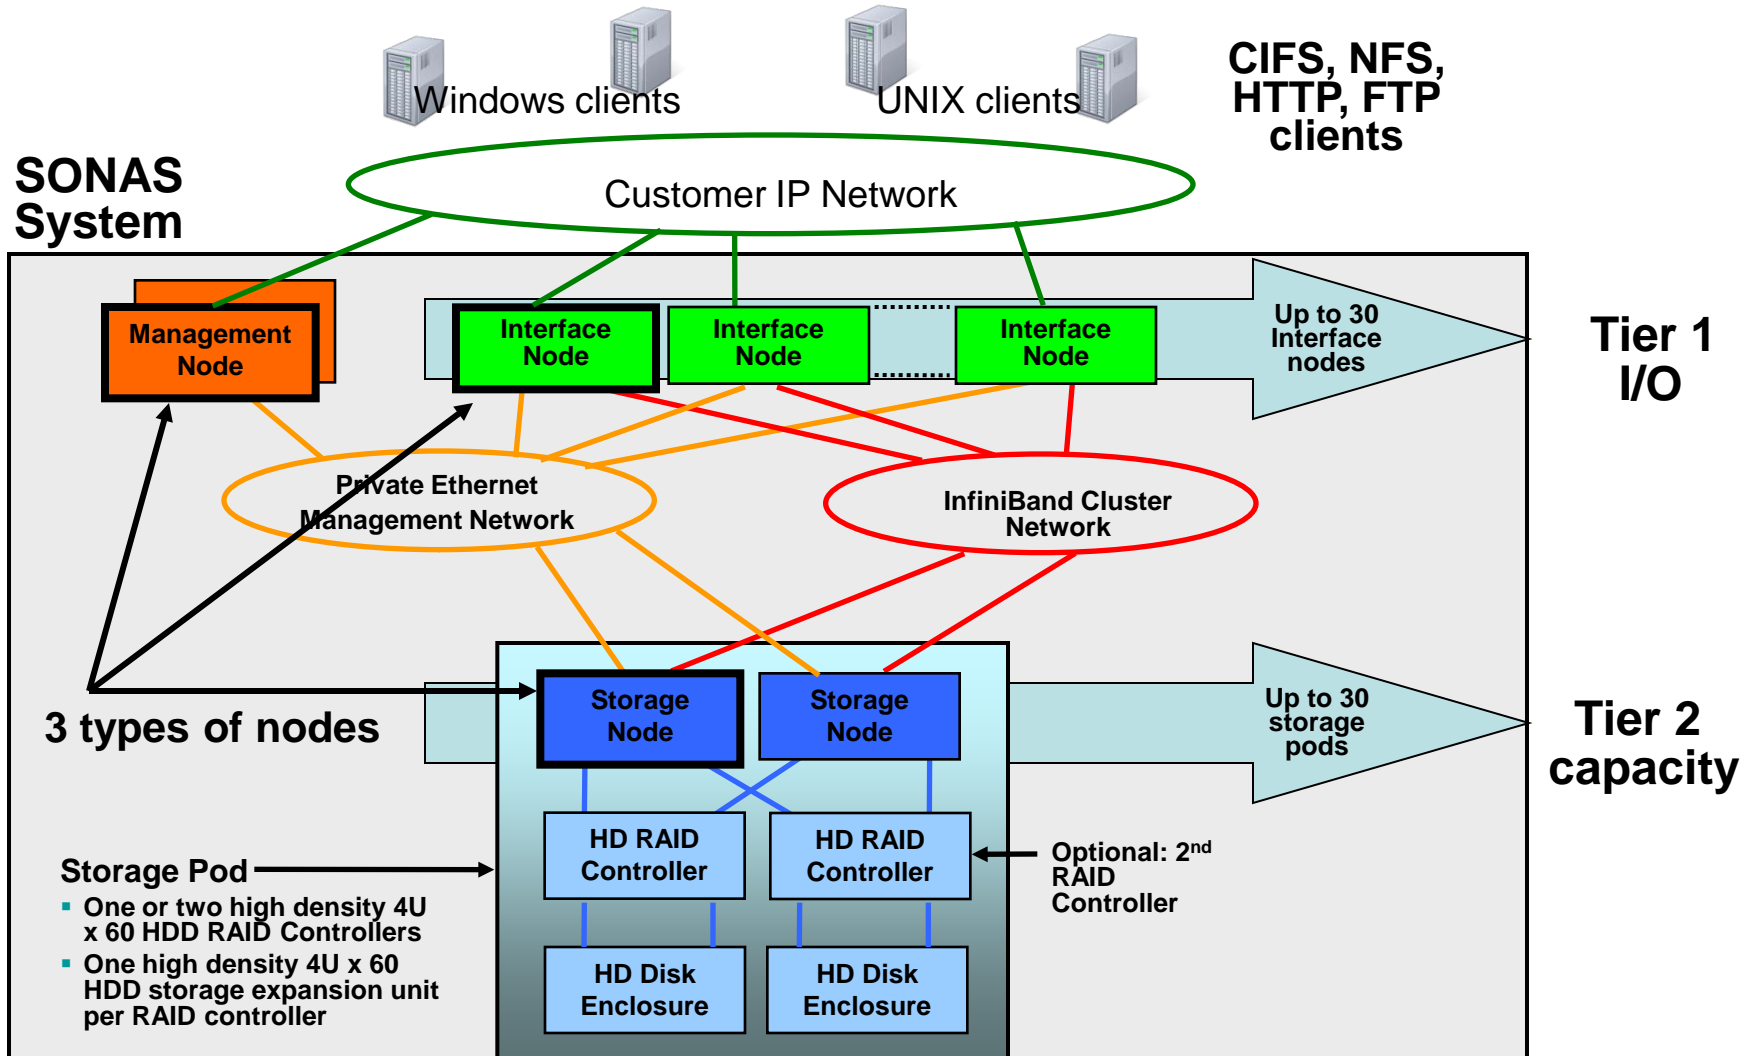 Windows clients
UNIX clients
CIFS, NFS,
HTTP, FTP
clients
SONAS
System
Customer IP Network
Management
Node
Interface
Node
Interface
Node
Interface
Node
Up to 30
Interface
nodes
Tier 1
I/O
Private Ethernet
Management Network
InfiniBand Cluster
Network
3 types of nodes
Storage
Node
Storage
Node
Up to 30
storage
pods
Tier 2
capacity
HD RAID
Controller
HD RAID
Controller
Optional: 2nd
RAID
Controller
Storage Pod
▪ One or two high density 4U
x 60 HDD RAID Controllers
▪ One high density 4U x 60
HDD storage expansion unit
per RAID controller
HD Disk
Enclosure
HD Disk
Enclosure